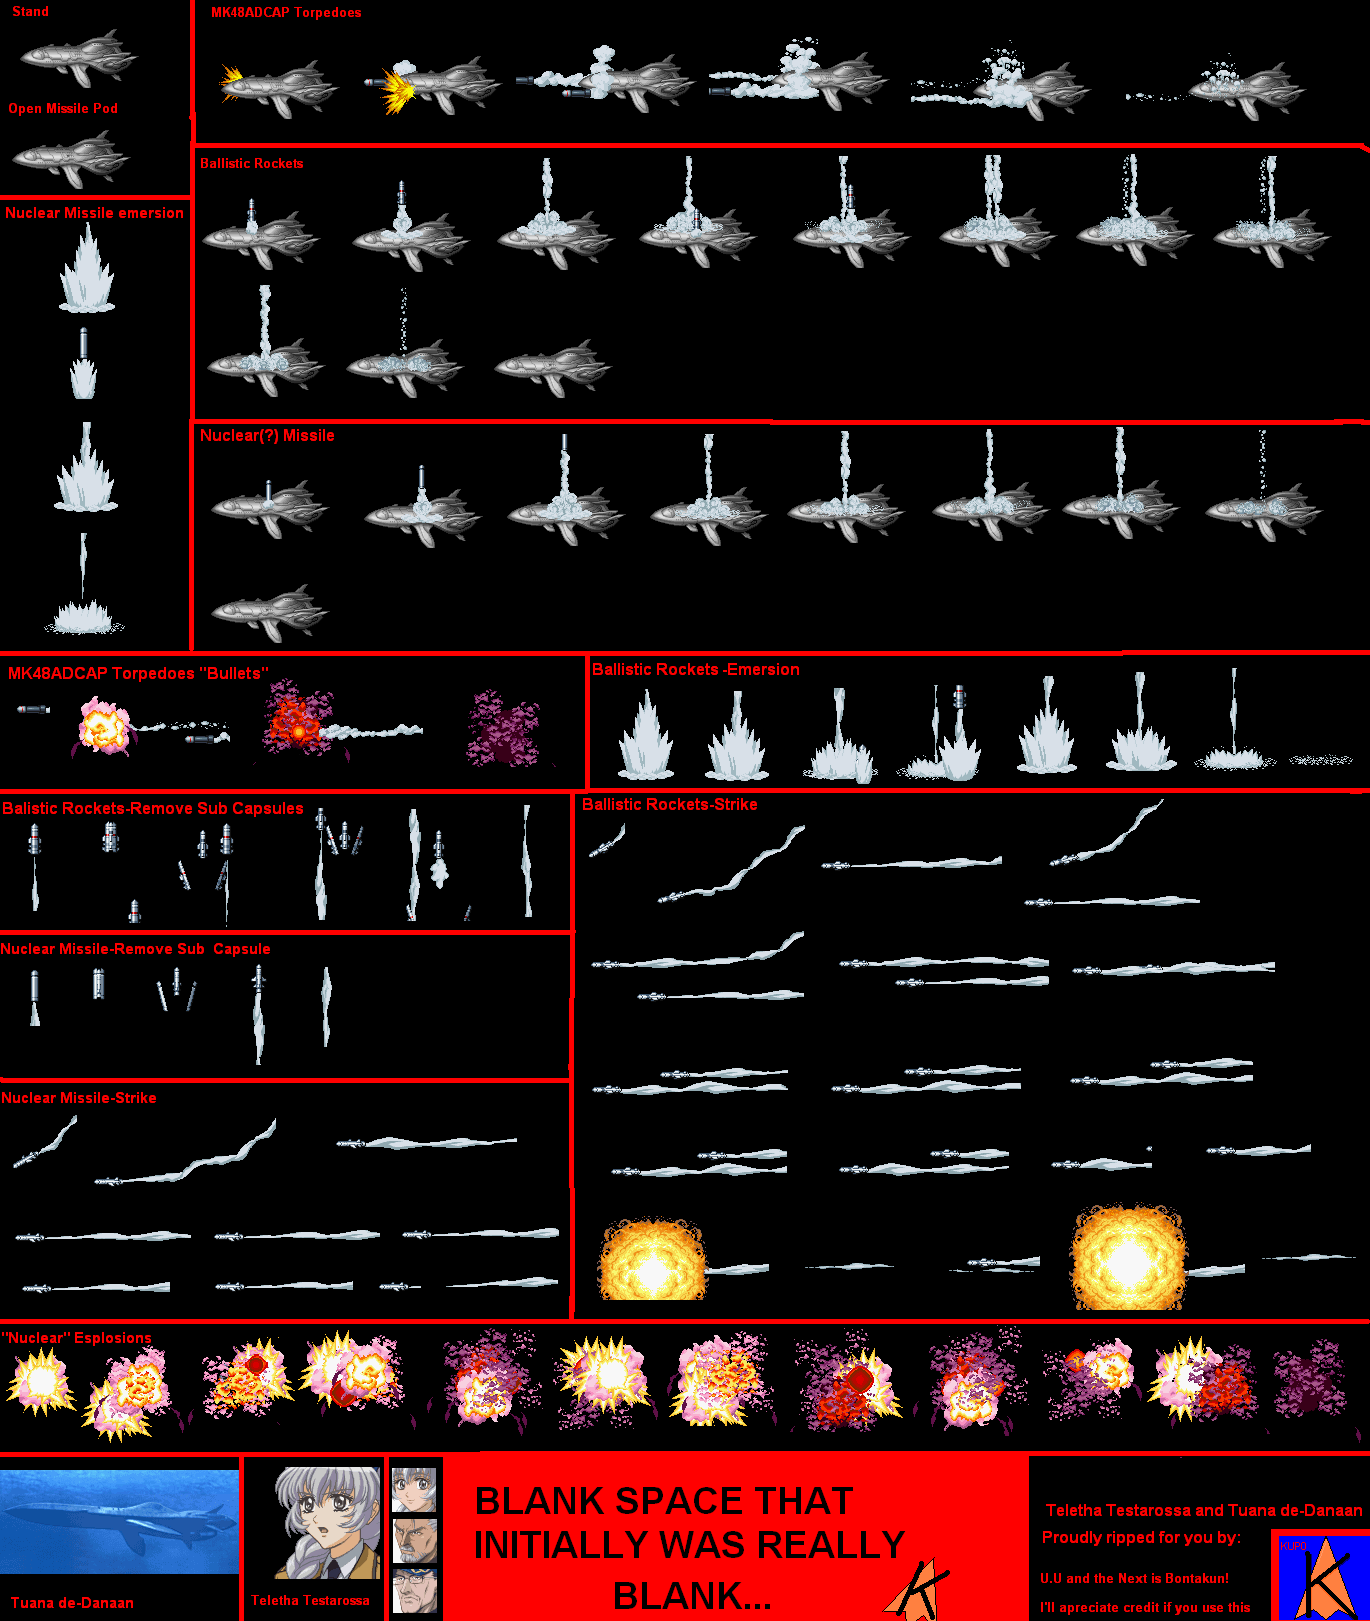 Stand
MK48ADCAP Torpedoes
Open Missile Pod
Ballistic Rockets
Nuclear Missile emersion
Nuclear(?) Missile
MK48ADCAP Torpedoes "Bullets"
Ballistic Rockets -Emersion
Balistic Rockets-Remove Sub Capsules
Ballistic Rockets-Strike
Nuclear Missile-Remove Sub Capsule
Nuclear Missile-Strike
"Nuclear" Esplosions
Tuana de-Danaan
Teletha Testarossa
BLANK SPACE THAT
INITIALLY WAS REALLY
BLANK...
Teletha Testarossa and Tuana de-Danaan
Proudly ripped for you by:
KUPO
K
U.U and the Next is Bontakun!
I'll apreciate credit if you use this